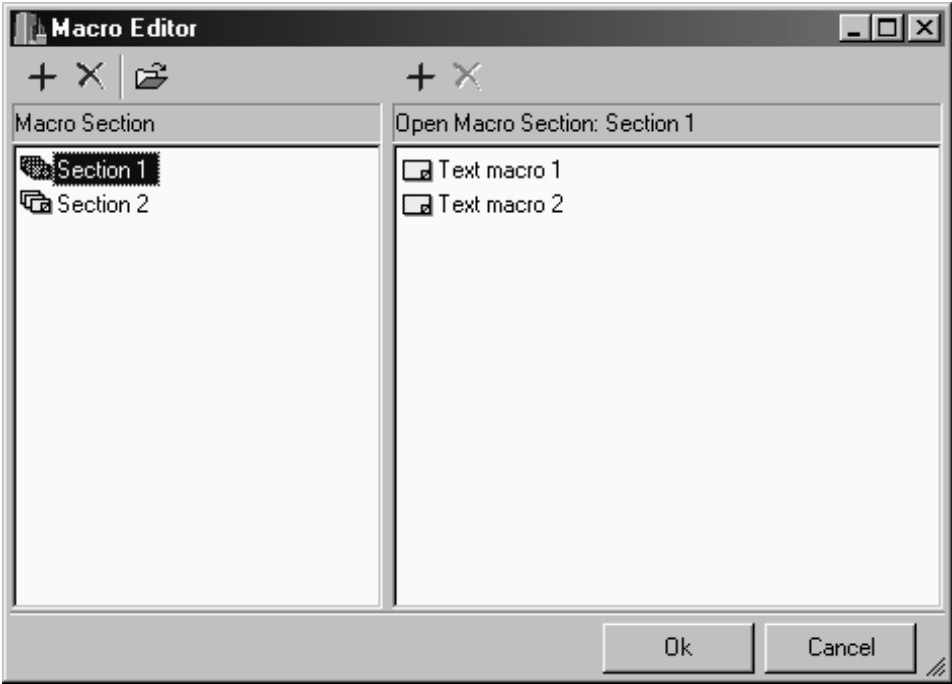 Macro Editor
Macro Section
Open Macro Section: Section 1
Section 1
Section 2
Text macro 1
Text macro 2
Ok
Cancel